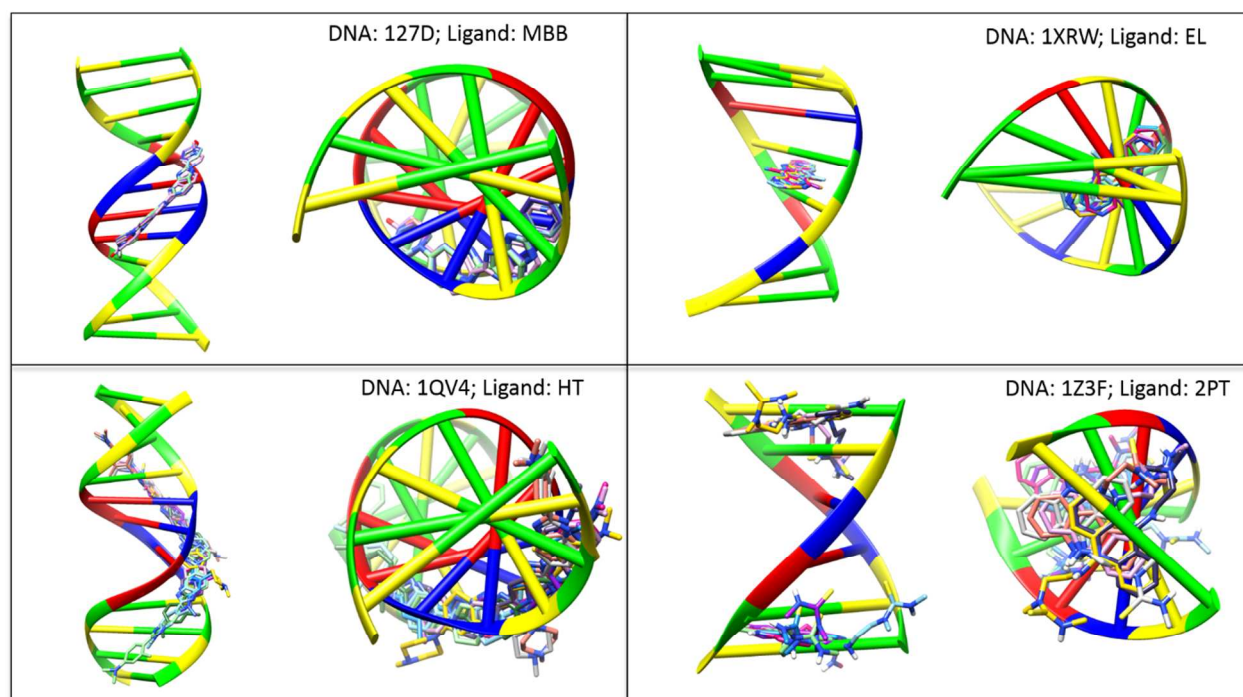 DNA: 127D; Ligand: MBB
DNA: 1XRW; Ligand: EL
DNA: 1QV4; Ligand: HT
DNA: 1Z3F; Ligand: 2PT